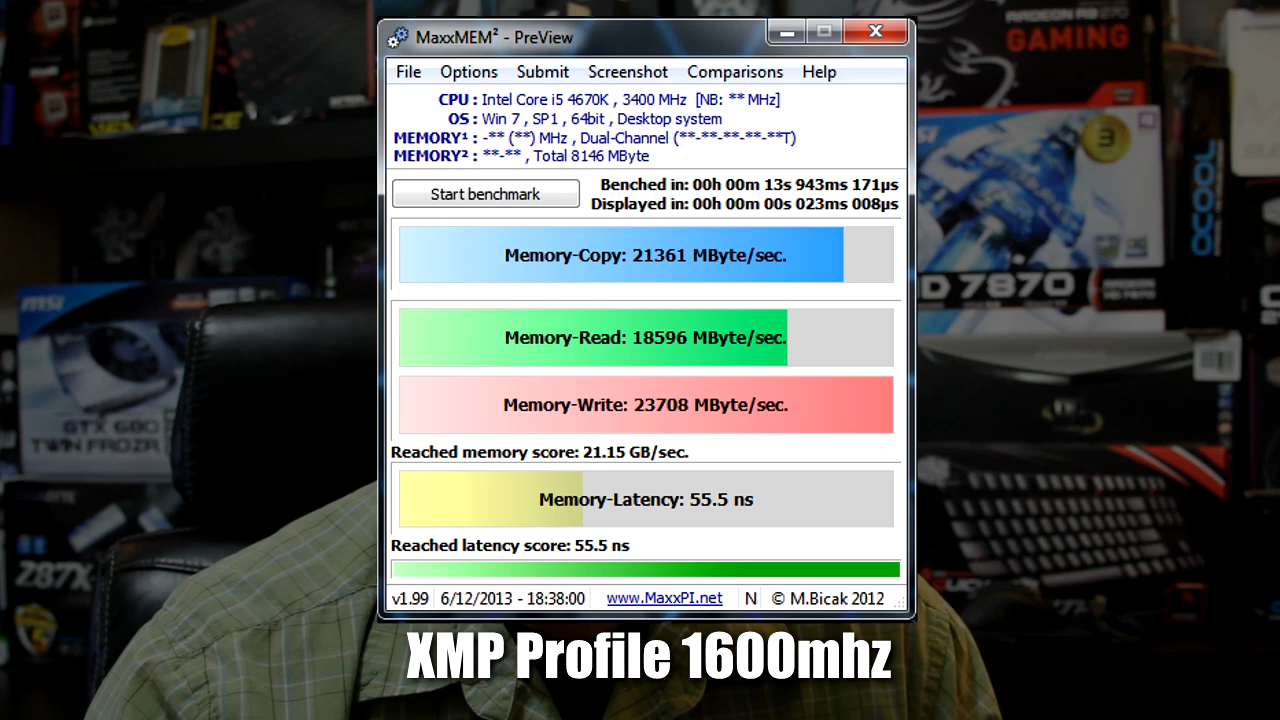 MaxxMEM² - PreView
File Options Submit Screenshot Comparisons Help
CPU : Intel Core i5 4670K , 3400 MHz [NB: ** MHz]
OS : Win 7 , SP1 , 64bit , Desktop system
MEMORY¹ : -** (**) MHz , Dual-Channel (**-**-**-**-**T)
MEMORY² : **-** , Total 8146 MByte
Start benchmark
Benched in: 00h 00m 13s 943ms 171µs
Displayed in: 00h 00m 00s 023ms 008µs
Memory-Copy: 21361 MByte/sec.
Memory-Read: 18596 MByte/sec.
Memory-Write: 23708 MByte/sec.
Reached memory score: 21.15 GB/sec.
Memory-Latency: 55.5 ns
Reached latency score: 55.5 ns
v1.99 6/12/2013 - 18:38:00 www.MaxxPI.net N © M.Bicak 2012
XMP Profile 1600mhz
RADEON R9 270
GAMING
msi
D 7870
msi
GTX 680
TWIN FROZR
Z87X